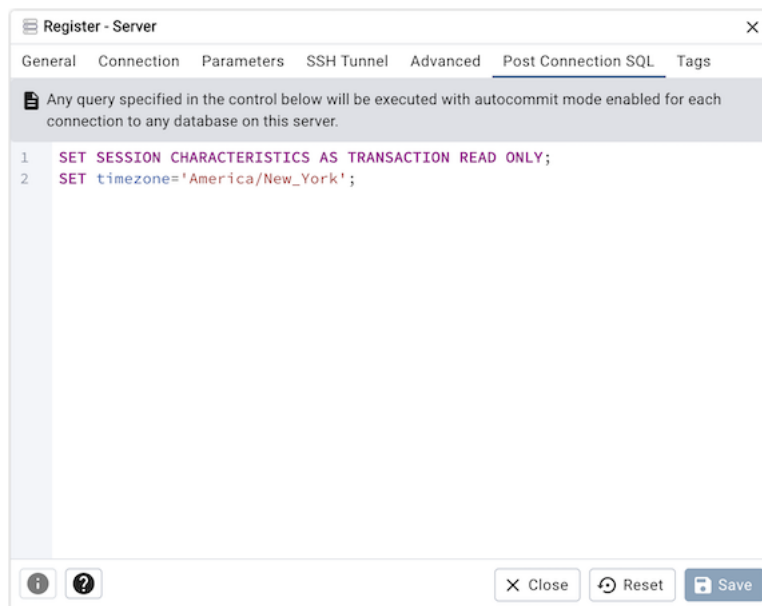 Register - Server
General Connection Parameters SSH Tunnel Advanced Post Connection SQL Tags
Any query specified in the control below will be executed with autocommit mode enabled for each
connection to any database on this server.
1 SET SESSION CHARACTERISTICS AS TRANSACTION READ ONLY;
2 SET timezone='America/New_York';
Close Reset Save